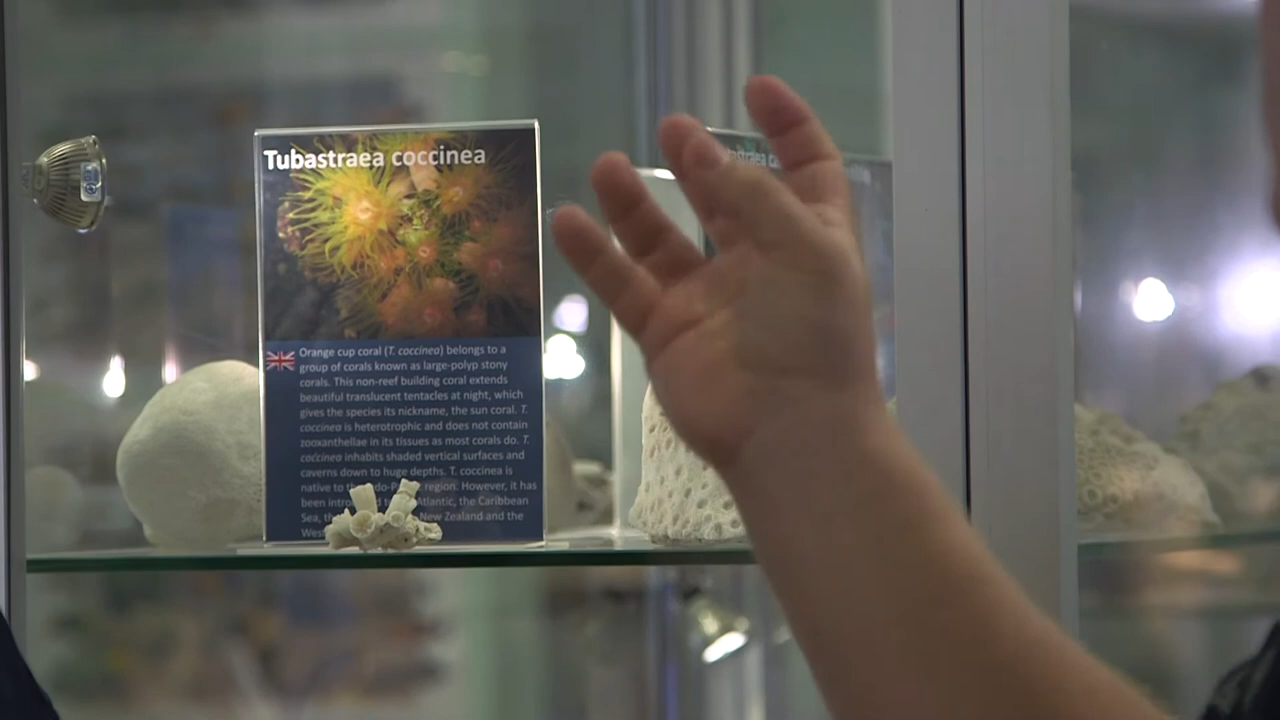 Tubastraea coccinea
Orange cup coral (T. coccinea) belongs to a
group of corals known as large-polyp stony
corals. This non-reef building coral extends
beautiful translucent tentacles at night, which
gives the species its nickname, the sun coral. T.
coccinea is heterotrophic and does not contain
zooxanthellae in its tissues as most corals do. T.
coccinea inhabits shaded vertical surfaces and
caverns down to huge depths. T. coccinea is
native to region. However, it has
been Atlantic, the Caribbean
Sea, New Zealand and the